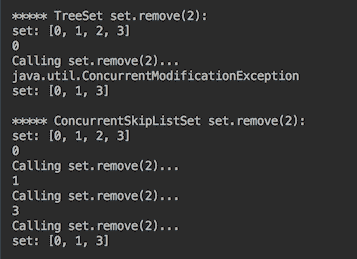 ***** TreeSet set.remove(2):
set: [0, 1, 2, 3]
0
Calling set.remove(2)...
java.util.ConcurrentModificationException
set: [0, 1, 3]
***** ConcurrentSkipListSet set.remove(2):
set: [0, 1, 2, 3]
0
Calling set.remove(2)...
1
Calling set.remove(2)...
3
Calling set.remove(2)...
set: [0, 1, 3]